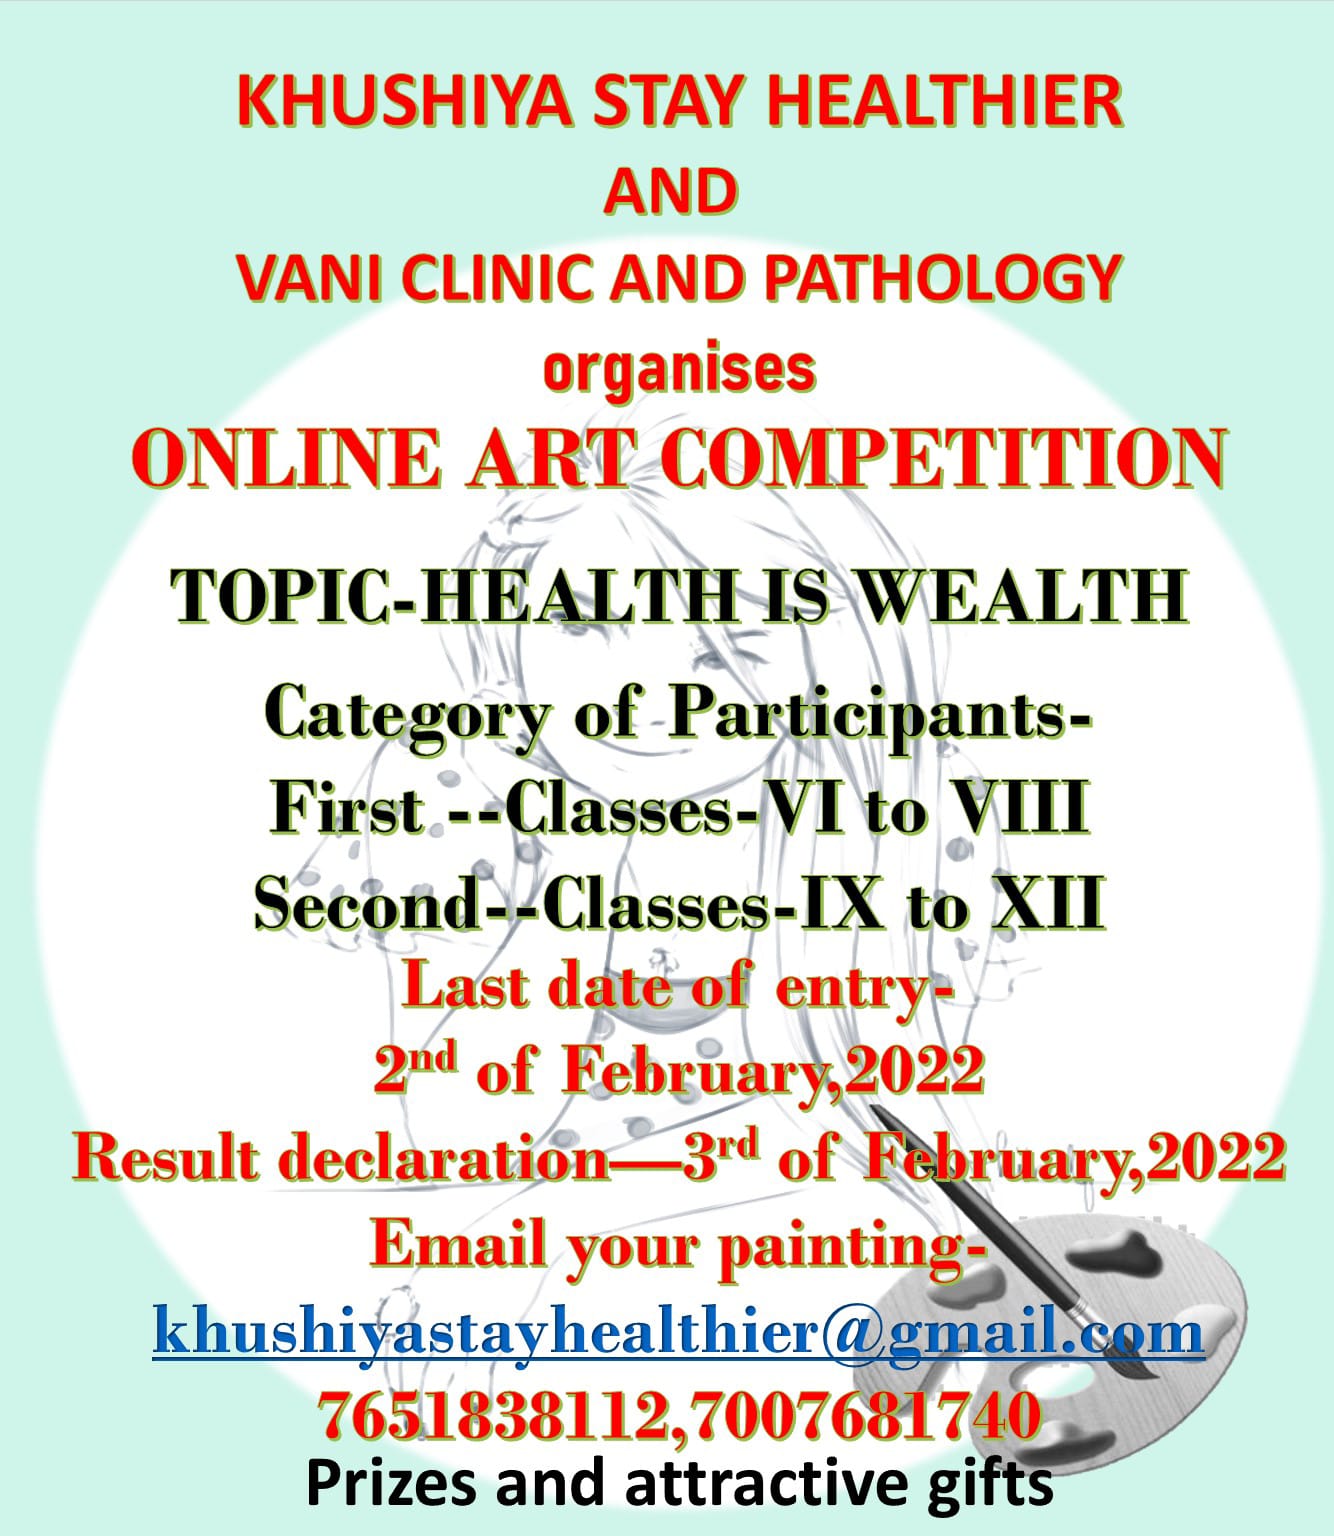 KHUSHIYA STAY HEALTHIER
AND
VANI CLINIC AND PATHOLOGY
organises
ONLINE ART COMPETITION
TOPIC-HEALTH IS WEALTH
Category of Participants-
First --Classes-VI to VIII
Second--Classes-IX to XII
Last date of entry-
2nd of February,2022
Result declaration—3rd of February,2022
Email your painting-
khushiyastayhealthier@gmail.com
7651838112,7007681740
Prizes and attractive gifts